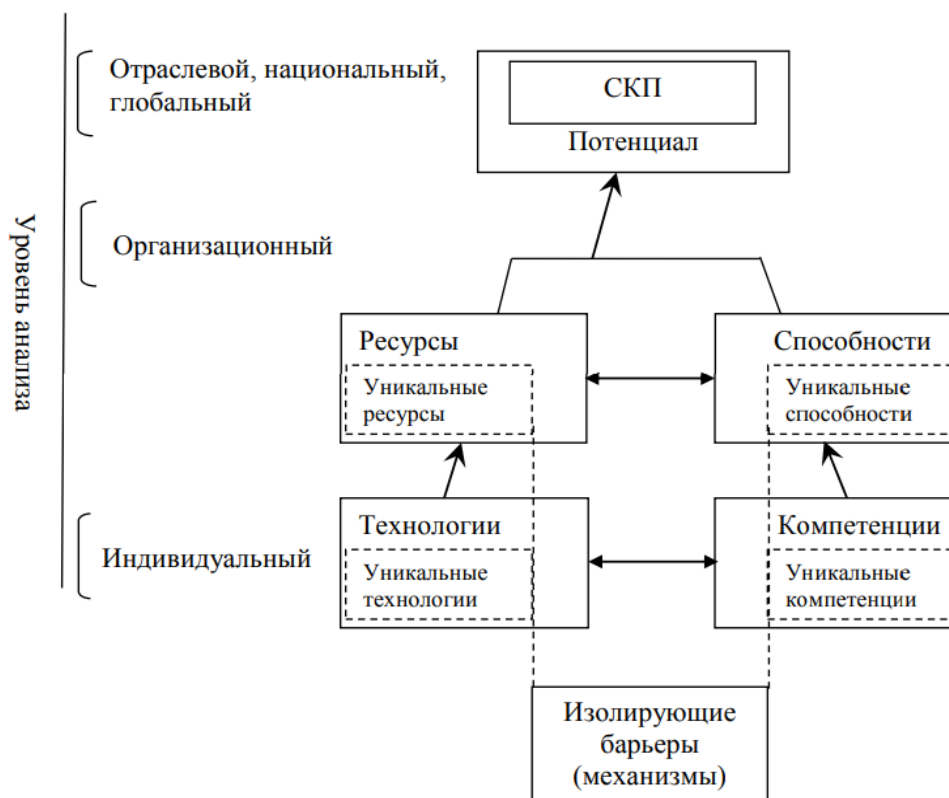 Уровень анализа
Отраслевой, национальный,
глобальный
СКП
Потенциал
Организационный
Ресурсы
Уникальные
ресурсы
Способности
Уникальные
способности
Индивидуальный
Технологии
Уникальные
технологии
Компетенции
Уникальные
компетенции
Изолирующие
барьеры
(механизмы)